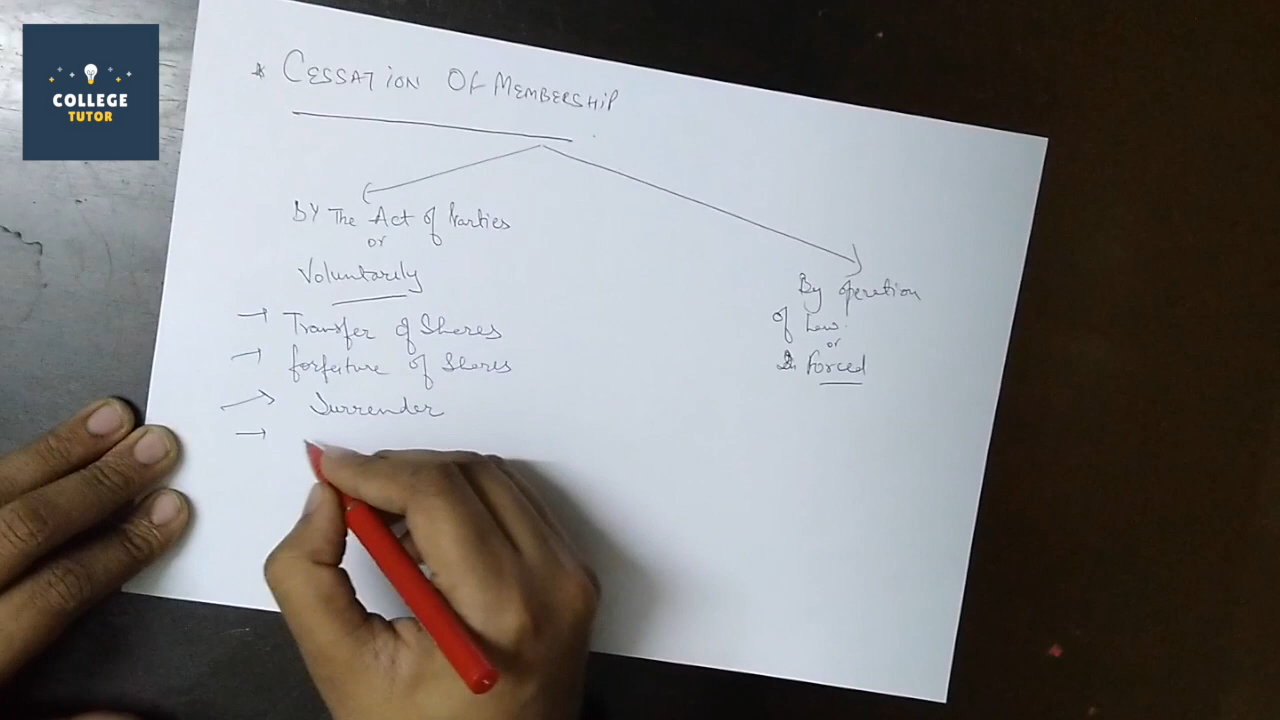 COLLEGE
TUTOR
* CESSATION OF MEMBERSHIP
BY The Act of Parties
or
Voluntarily
→ Transfer of Shares
→ forfeiture of Shares
→ Surrender
→
By operation
of Law.
or
Forced